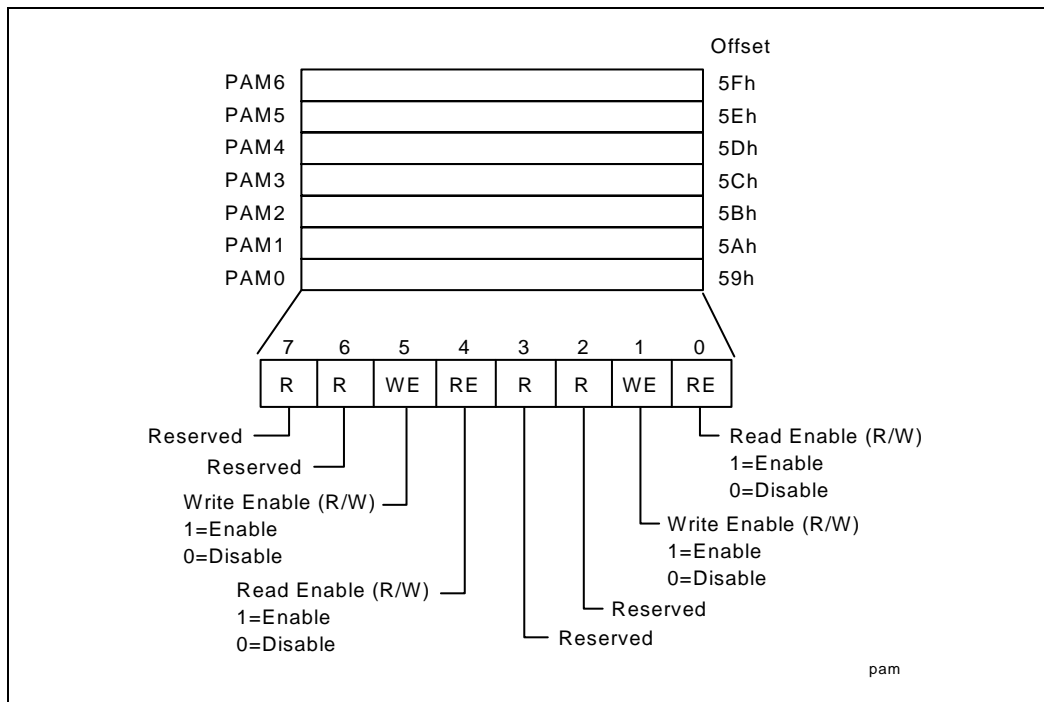 Offset
PAM6 5Fh
PAM5 5Eh
PAM4 5Dh
PAM3 5Ch
PAM2 5Bh
PAM1 5Ah
PAM0 59h
7 6 5 4 3 2 1 0
R R WE RE R R WE RE
Reserved
Reserved
Write Enable (R/W)
1=Enable
0=Disable
Read Enable (R/W)
1=Enable
0=Disable
Read Enable (R/W)
1=Enable
0=Disable
Write Enable (R/W)
1=Enable
0=Disable
Reserved
Reserved
pam